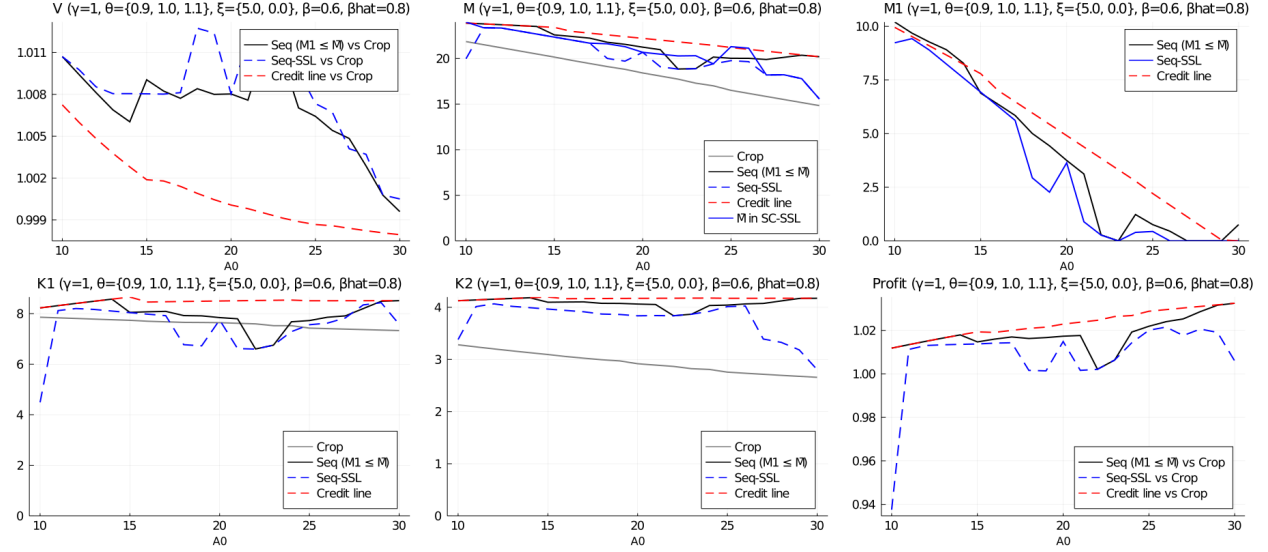 V (γ=1, θ={0.9, 1.0, 1.1}, ξ={5.0, 0.0}, β=0.6, βhat=0.8)
1.011
1.008
1.005
1.002
0.999
10 15 20 25 30
A0
Seq (M1 ≤ M̄) vs Crop
Seq-SSL vs Crop
Credit line vs Crop
M (γ=1, θ={0.9, 1.0, 1.1}, ξ={5.0, 0.0}, β=0.6, βhat=0.8)
20
15
10
5
0
10 15 20 25 30
A0
Crop
Seq (M1 ≤ M̄)
Seq-SSL
Credit line
M̄ in SC-SSL
M1 (γ=1, θ={0.9, 1.0, 1.1}, ξ={5.0, 0.0}, β=0.6, βhat=0.8)
10.0
7.5
5.0
2.5
0.0
10 15 20 25 30
A0
Seq (M1 ≤ M̄)
Seq-SSL
Credit line
K1 (γ=1, θ={0.9, 1.0, 1.1}, ξ={5.0, 0.0}, β=0.6, βhat=0.8)
8
6
4
2
0
10 15 20 25 30
A0
Crop
Seq (M1 ≤ M̄)
Seq-SSL
Credit line
K2 (γ=1, θ={0.9, 1.0, 1.1}, ξ={5.0, 0.0}, β=0.6, βhat=0.8)
4
3
2
1
0
10 15 20 25 30
A0
Crop
Seq (M1 ≤ M̄)
Seq-SSL
Credit line
Profit (γ=1, θ={0.9, 1.0, 1.1}, ξ={5.0, 0.0}, β=0.6, βhat=0.8)
1.02
1.00
0.98
0.96
0.94
10 15 20 25 30
A0
Seq (M1 ≤ M̄) vs Crop
Seq-SSL vs Crop
Credit line vs Crop